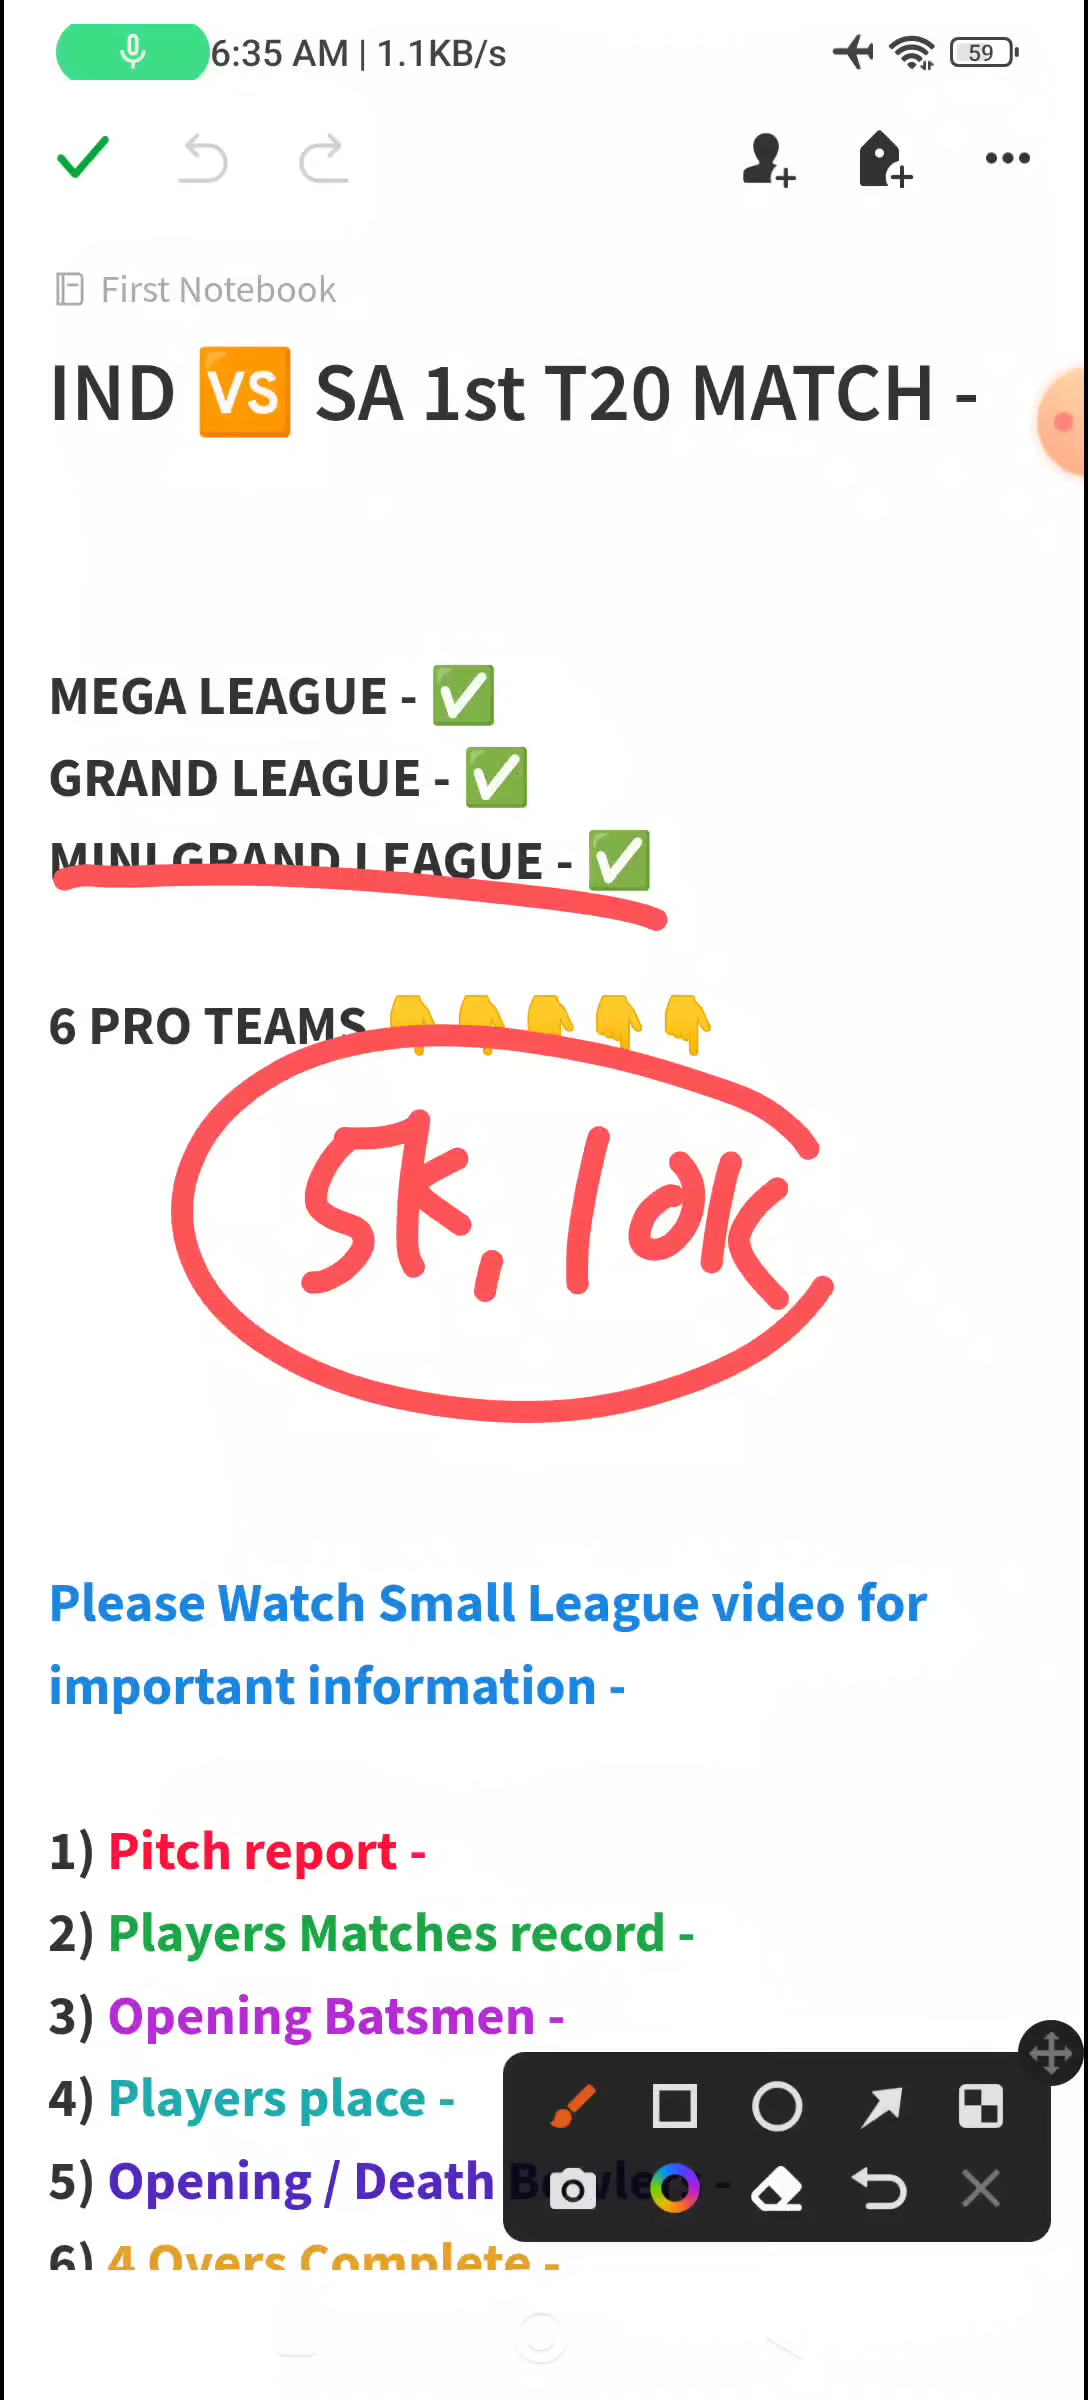 6:35 AM | 1.1KB/s
59
First Notebook
IND VS SA 1st T20 MATCH -
MEGA LEAGUE - ✅
GRAND LEAGUE - ✅
MINI GRAND LEAGUE - ✅
6 PRO TEAMS 👇👇👇👇👇
5k, 10k
Please Watch Small League video for
important information -
1) Pitch report -
2) Players Matches record -
3) Opening Batsmen -
4) Players place -
5) Opening / Death Bowlers -
6) 4 Overs Complete -